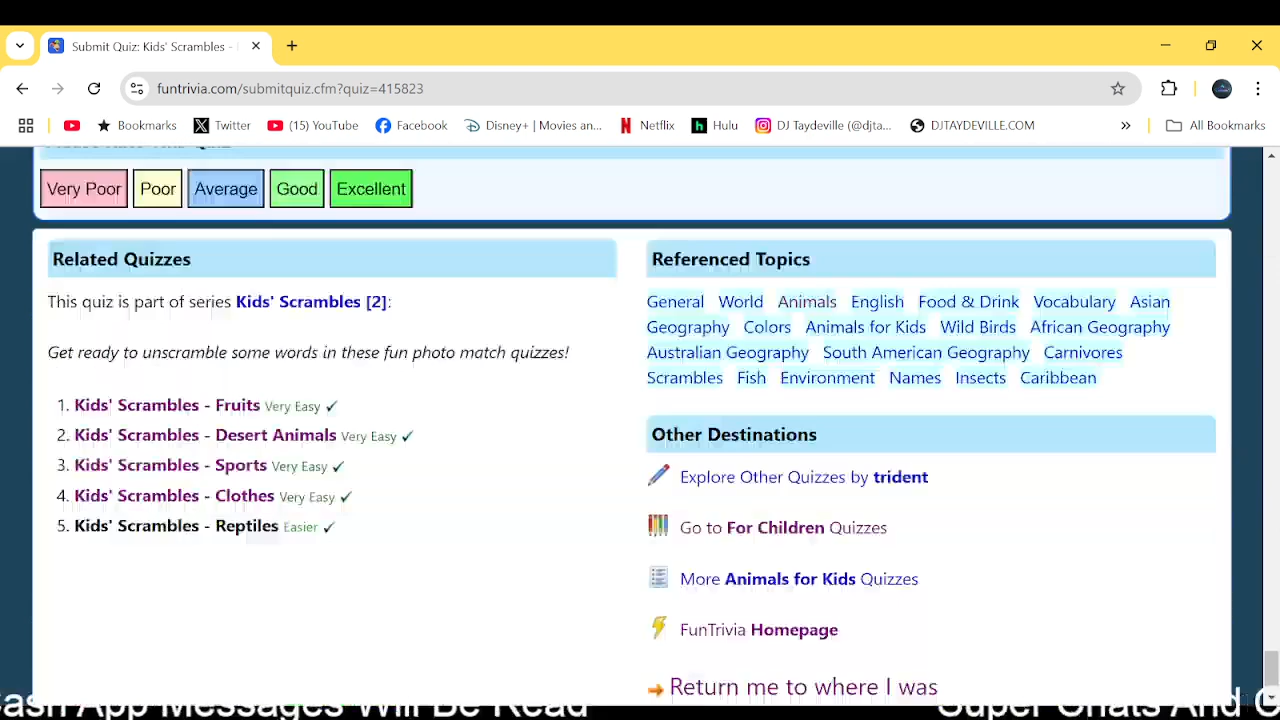 Submit Quiz: Kids' Scrambles -
funtrivia.com/submitquiz.cfm?quiz=415823
Bookmarks Twitter (15) YouTube Facebook Disney+ | Movies an... Netflix Hulu DJ Taydeville (@djta... DJTAYDEVILLE.COM » All Bookmarks
Very Poor Poor Average Good Excellent
Related Quizzes
This quiz is part of series Kids' Scrambles [2]:
Get ready to unscramble some words in these fun photo match quizzes!
1. Kids' Scrambles - Fruits Very Easy ✓
2. Kids' Scrambles - Desert Animals Very Easy ✓
3. Kids' Scrambles - Sports Very Easy ✓
4. Kids' Scrambles - Clothes Very Easy ✓
5. Kids' Scrambles - Reptiles Easier ✓
Referenced Topics
General World Animals English Food & Drink Vocabulary Asian
Geography Colors Animals for Kids Wild Birds African Geography
Australian Geography South American Geography Carnivores
Scrambles Fish Environment Names Insects Caribbean
Other Destinations
Explore Other Quizzes by trident
Go to For Children Quizzes
More Animals for Kids Quizzes
FunTrivia Homepage
Return me to where I was
App Messages Will Be Read Super Chats And